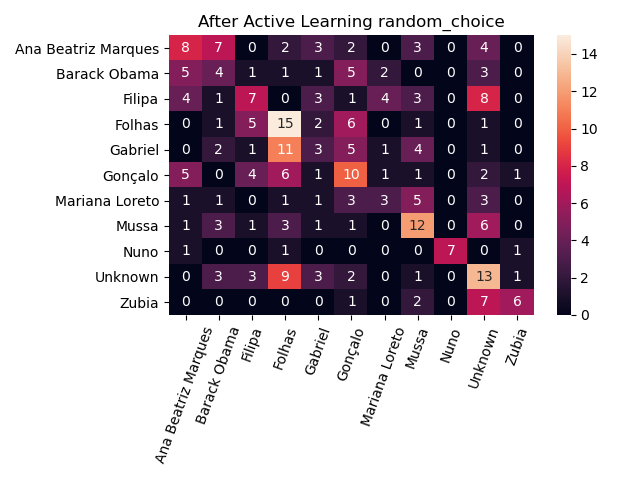 After Active Learning random_choice
Ana Beatriz Marques 8 7 0 2 3 2 0 3 0 4 0
Barack Obama 5 4 1 1 1 5 2 0 0 3 0
Filipa 4 1 7 0 3 1 4 3 0 8 0
Folhas 0 1 5 15 2 6 0 1 0 1 0
Gabriel 0 2 1 11 3 5 1 4 0 1 0
Gonçalo 5 0 4 6 1 10 1 1 0 2 1
Mariana Loreto 1 1 0 1 1 3 3 5 0 3 0
Mussa 1 3 1 3 1 1 0 12 0 6 0
Nuno 1 0 0 1 0 0 0 0 7 0 1
Unknown 0 3 3 9 3 2 0 1 0 13 1
Zubia 0 0 0 0 0 1 0 2 0 7 6
Ana Beatriz Marques
Barack Obama
Filipa
Folhas
Gabriel
Gonçalo
Mariana Loreto
Mussa
Nuno
Unknown
Zubia
14
12
10
8
6
4
2
0